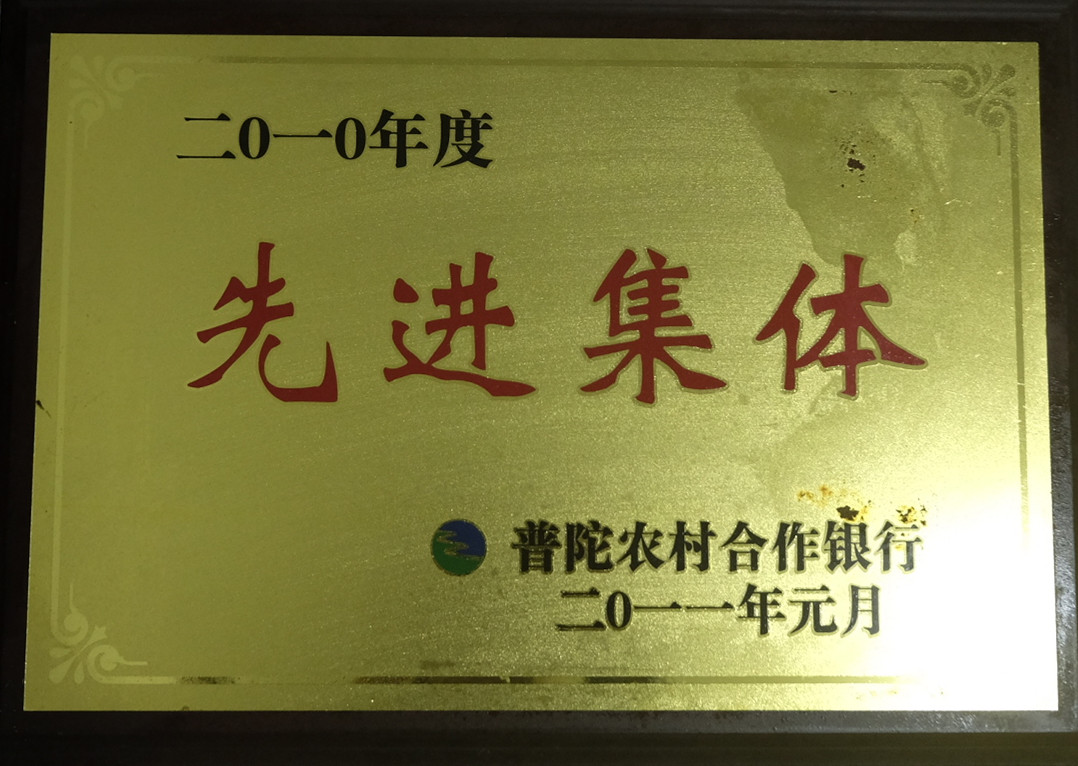 二0一0年度
先进集体
普陀农村合作银行
二0一一年元月